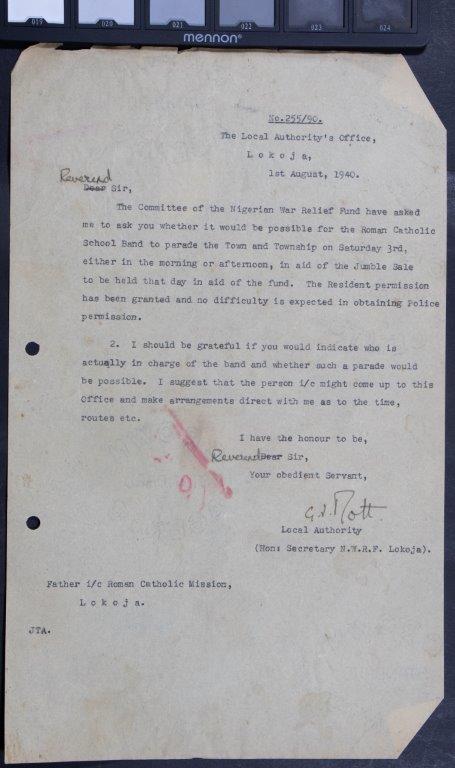 019 020 021 022 023 024
mennon
No.255/90.
The Local Authority's Office,
Lokoja,
1st August, 1940.
Reverend
Dear Sir,
The Committee of the Nigerian War Relief Fund have asked
me to ask you whether it would be possible for the Roman Catholic
School Band to parade the Town and Township on Saturday 3rd,
either in the morning or afternoon, in aid of the Jumble Sale
to be held that day in aid of the fund. The Resident permission
has been granted and no difficulty is expected in obtaining Police
permission.
2. I should be grateful if you would indicate who is
actually in charge of the band and whether such a parade would
be possible. I suggest that the person i/c might come up to this
Office and make arrangements direct with me as to the time,
routes etc.
I have the honour to be,
Reverend Dear Sir,
Your obedient Servant,
Local Authority
(Hon: Secretary N.W.R.F. Lokoja).
Father i/c Roman Catholic Mission,
Lokoja.
JTA.